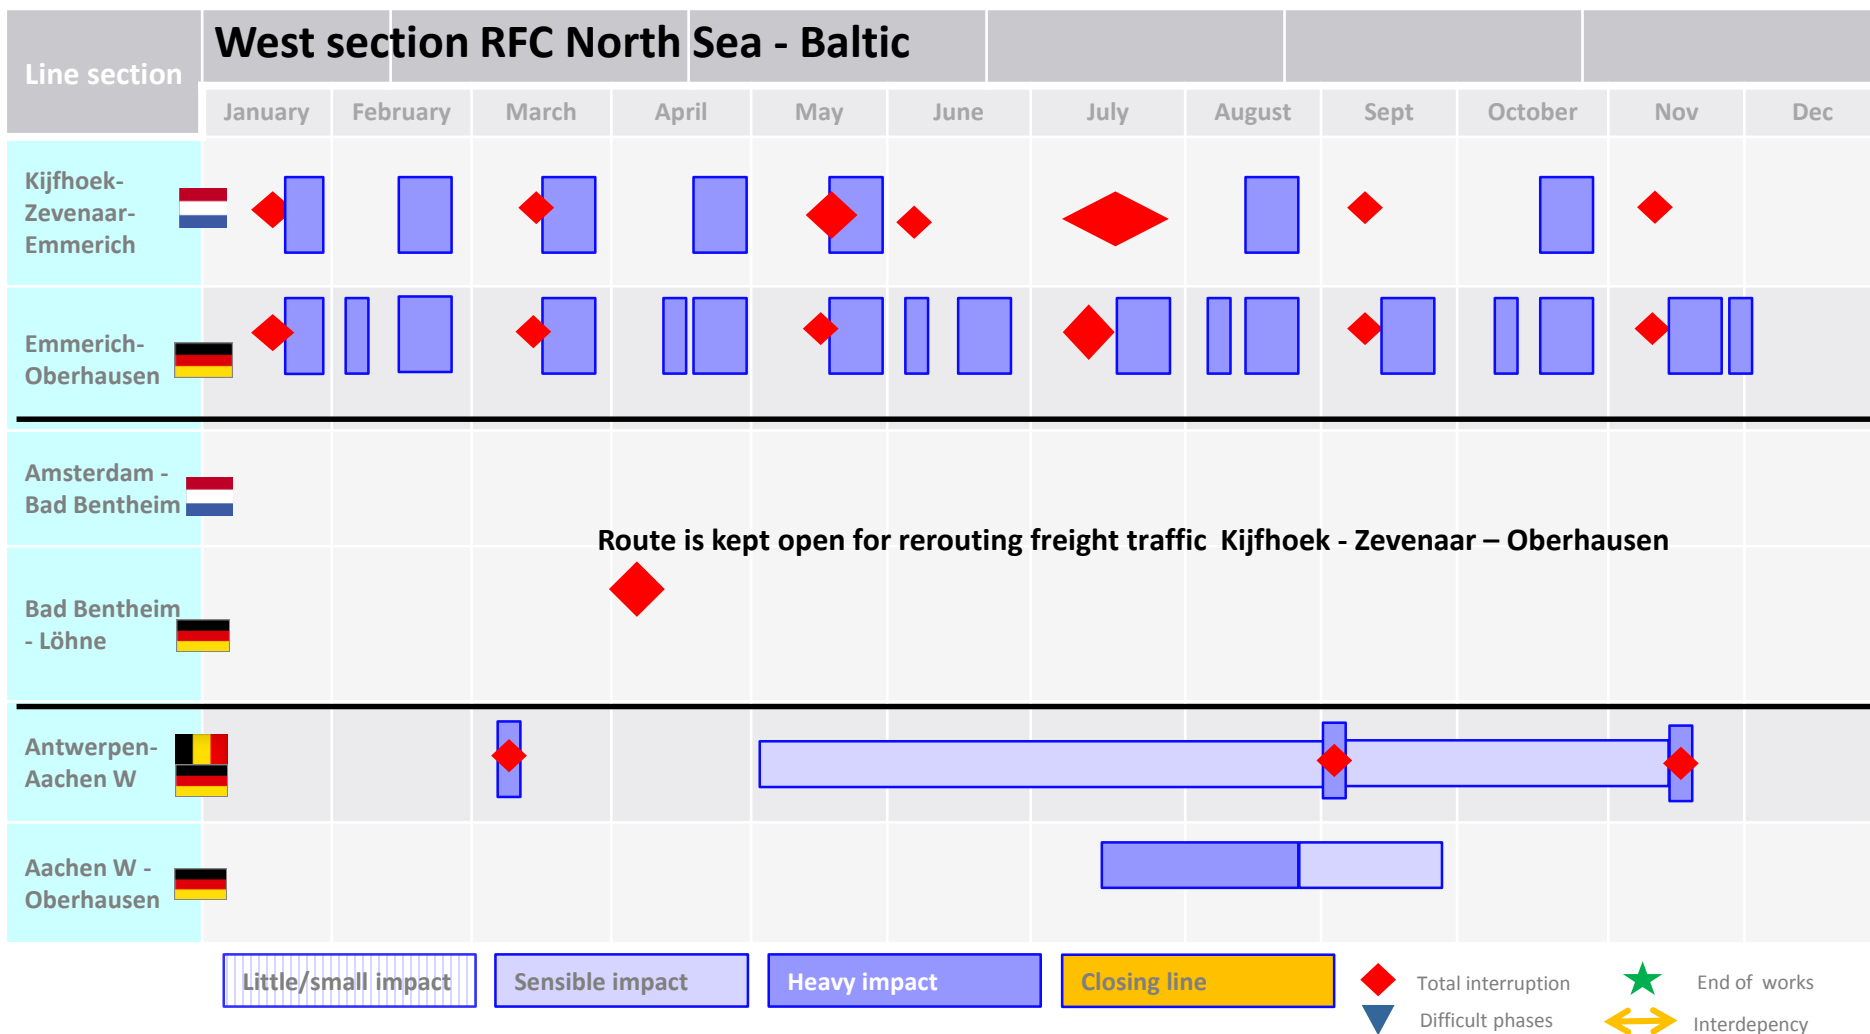 West section RFC North Sea - Baltic
Line section
January February March April May June July August Sept October Nov Dec
Kijfhoek-
Zevenaar-
Emmerich
Emmerich-
Oberhausen
Amsterdam -
Bad Bentheim
Route is kept open for rerouting freight traffic Kijfhoek - Zevenaar – Oberhausen
Bad Bentheim
- Löhne
Antwerpen-
Aachen W
Aachen W -
Oberhausen
Little/small impact
Sensible impact
Heavy impact
Closing line
Total interruption
End of works
Difficult phases
Interdepency